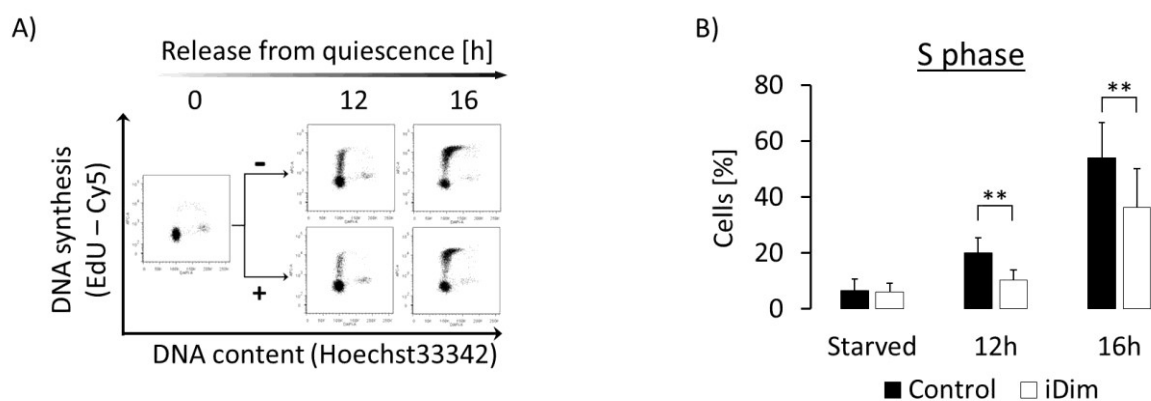 A)
Release from quiescence [h]
0 12 16
DNA synthesis
(EdU – Cy5)
-
+
DNA content (Hoechst33342)
B)
S phase
Cells [%]
80
60
40
20
0
**
**
Starved 12h 16h
Control iDim